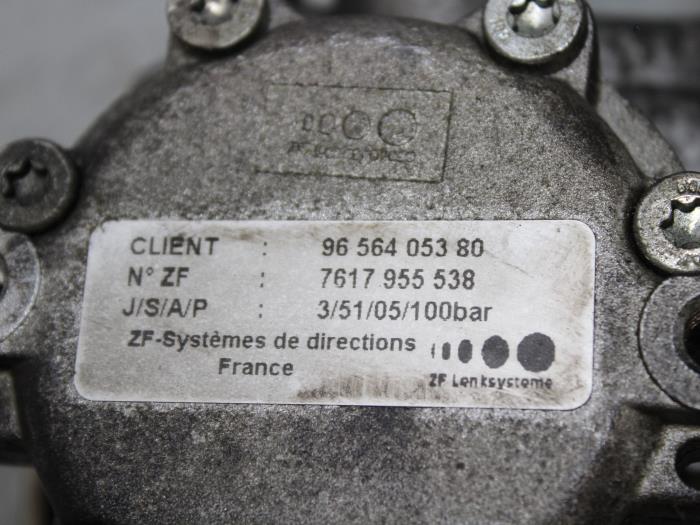 CLIENT : 96 564 053 80
N° ZF : 7617 955 538
J/S/A/P : 3/51/05/100bar
ZF-Systèmes de directions
France
ZF Lenksysteme